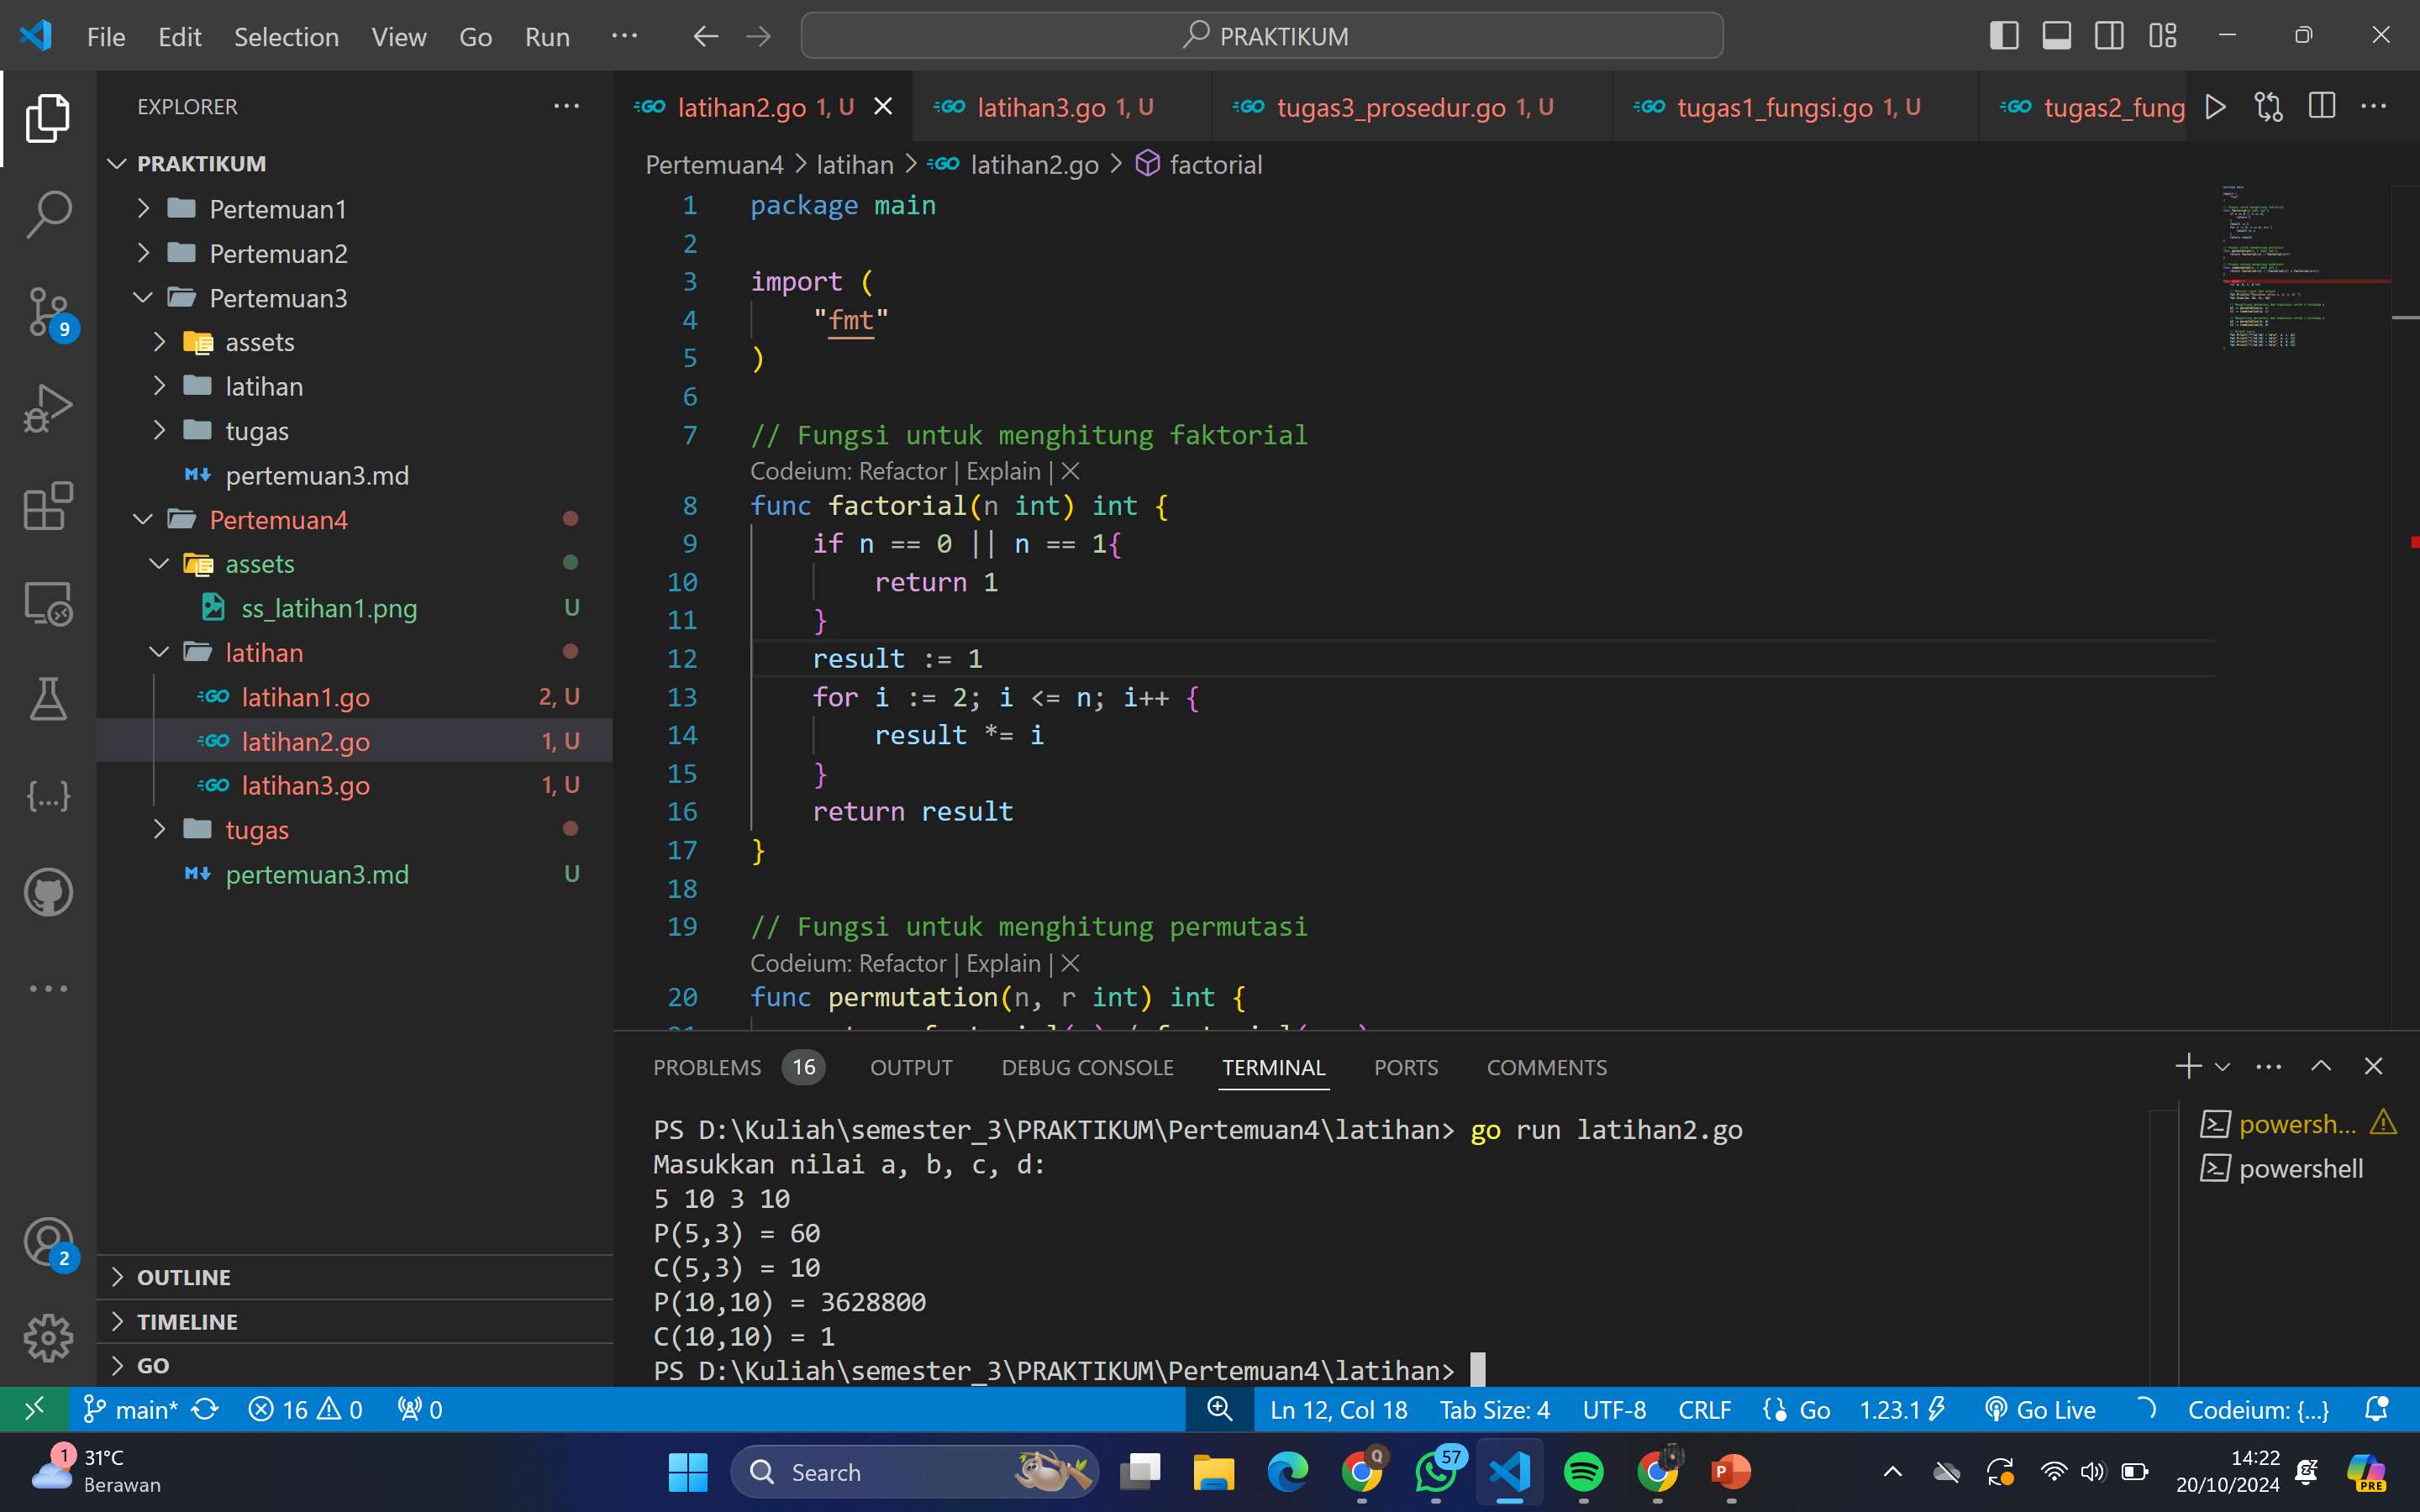 File Edit Selection View Go Run ··· PRAKTIKUM
EXPLORER ···
PRAKTIKUM
Pertemuan1
Pertemuan2
Pertemuan3
assets
latihan
tugas
pertemuan3.md
Pertemuan4
assets
ss_latihan1.png U
latihan
latihan1.go 2, U
latihan2.go 1, U
latihan3.go 1, U
tugas
pertemuan3.md U
OUTLINE
TIMELINE
GO
9
2
latihan2.go 1, U latihan3.go 1, U tugas3_prosedur.go 1, U tugas1_fungsi.go 1, U tugas2_fung
Pertemuan4 > latihan > latihan2.go > factorial
1 package main
2
3 import (
4 "fmt"
5 )
6
7 // Fungsi untuk menghitung faktorial
Codeium: Refactor | Explain | X
8 func factorial(n int) int {
9 if n == 0 || n == 1{
10 return 1
11 }
12 result := 1
13 for i := 2; i <= n; i++ {
14 result *= i
15 }
16 return result
17 }
18
19 // Fungsi untuk menghitung permutasi
Codeium: Refactor | Explain | X
20 func permutation(n, r int) int {
PROBLEMS 16 OUTPUT DEBUG CONSOLE TERMINAL PORTS COMMENTS
PS D:\Kuliah\semester_3\PRAKTIKUM\Pertemuan4\latihan> go run latihan2.go
Masukkan nilai a, b, c, d:
5 10 3 10
P(5,3) = 60
C(5,3) = 10
P(10,10) = 3628800
C(10,10) = 1
PS D:\Kuliah\semester_3\PRAKTIKUM\Pertemuan4\latihan>
powersh...
powershell
main* 16 0 0 Ln 12, Col 18 Tab Size: 4 UTF-8 CRLF Go 1.23.1 Go Live Codeium: {...}
1 31°C
Berawan
Search
Q
57
P
14:22
20/10/2024
PRE